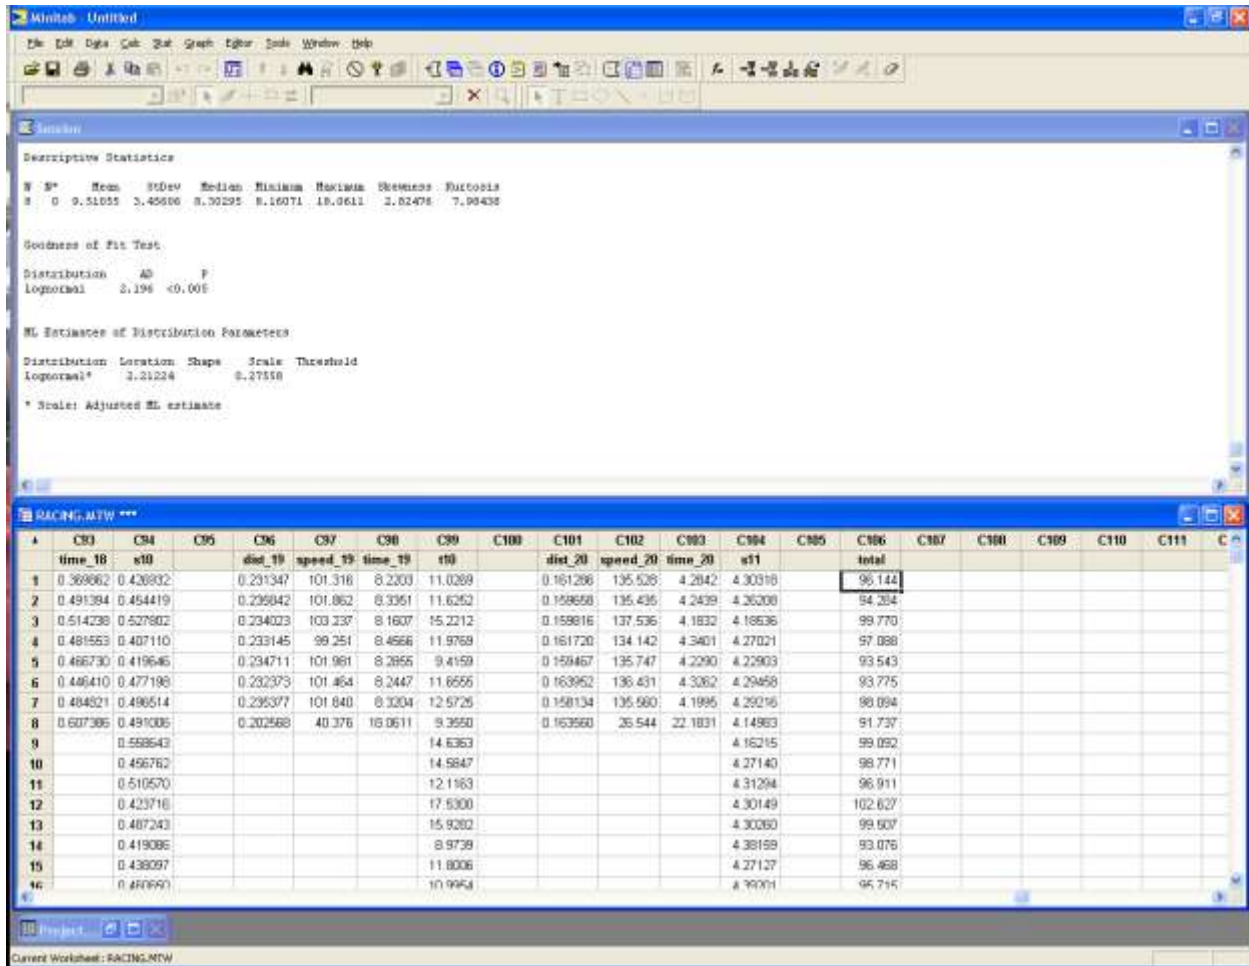 Minitab - Untitled
File Edit Data Calc Stat Graph Editor Tools Window Help
Session
Descriptive Statistics
N N* Mean StDev Median Minimum Maximum Skewness Kurtosis
8 0 9.51055 3.45606 8.30295 8.16071 18.0611 2.82476 7.98438
Goodness of Fit Test
Distribution AD P
Lognormal 2.196 <0.005
ML Estimates of Distribution Parameters
Distribution Location Shape Scale Threshold
Lognormal* 2.21224 0.27558
* Scale: Adjusted ML estimate
RACING.MTW ***
C93 C94 C95 C96 C97 C98 C99 C100 C101 C102 C103 C104 C105 C106 C107 C108 C109 C110 C111 C
time_18 s10 dist_19 speed_19 time_19 t10 dist_20 speed_20 time_20 s11 total
1 0.369862 0.426932 0.231347 101.316 8.2203 11.0269 0.161286 135.528 4.2842 4.30318 96.144
2 0.491394 0.454419 0.235842 101.862 8.3351 11.6252 0.159658 135.435 4.2439 4.26208 94.284
3 0.514238 0.527802 0.234023 103.237 8.1607 15.2212 0.159816 137.536 4.1832 4.18536 99.770
4 0.481553 0.407110 0.233145 99.251 8.4566 11.9769 0.161720 134.142 4.3401 4.27021 97.088
5 0.466730 0.419646 0.234711 101.981 8.2855 9.4159 0.159467 135.747 4.2290 4.22903 93.543
6 0.446410 0.477198 0.232373 101.464 8.2447 11.6556 0.163952 136.431 4.3262 4.29458 93.775
7 0.484821 0.496514 0.235377 101.840 8.3204 12.5725 0.158134 135.560 4.1995 4.29216 98.094
8 0.607386 0.491006 0.202568 40.376 18.0611 9.3550 0.163560 26.544 22.1831 4.14983 91.737
9 0.558643 14.6363 4.16215 99.092
10 0.456762 14.5847 4.27140 98.771
11 0.510570 12.1163 4.31294 96.911
12 0.423716 17.5300 4.30149 102.627
13 0.487243 15.9282 4.30260 99.507
14 0.419086 8.9739 4.38159 93.076
15 0.438097 11.8006 4.27127 96.468
16 10.9954 95.715
Project...
Current Worksheet: RACING.MTW